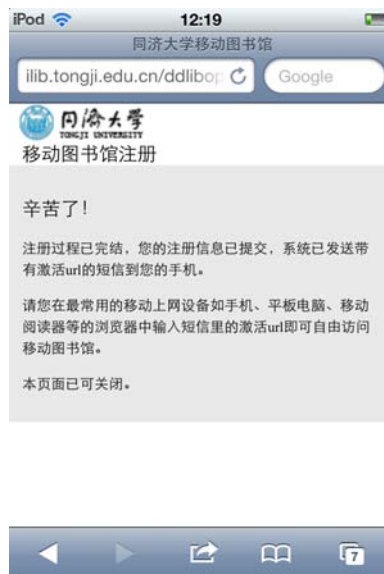 iPod 12:19
同济大学移动图书馆
ilib.tongji.edu.cn/ddlibop
Google
同濟大學
TONGJI UNIVERSITY
移动图书馆注册
辛苦了！
注册过程已完结，您的注册信息已提交，系统已发送带
有激活url的短信到您的手机。
请您在最常用的移动上网设备如手机、平板电脑、移动
阅读器等的浏览器中输入短信里的激活url即可自由访问
移动图书馆。
本页面已可关闭。
7